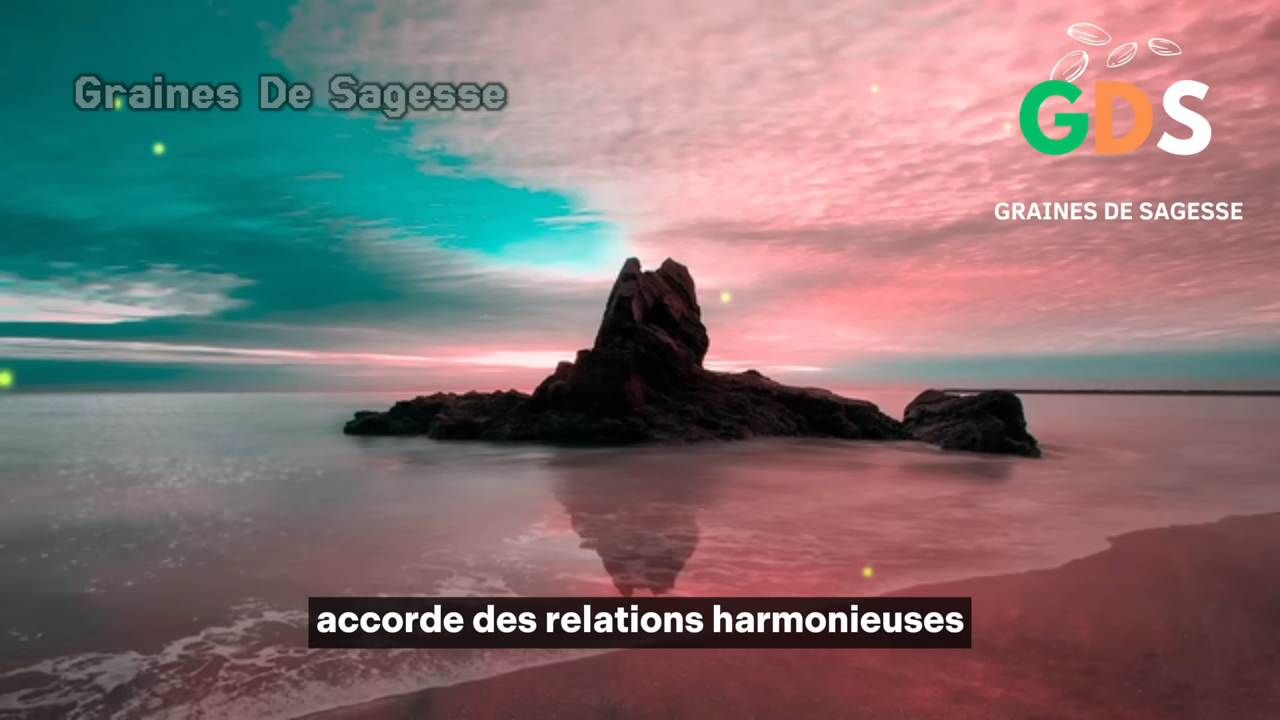 Graines De Sagesse
GDS
GRAINES DE SAGESSE
accorde des relations harmonieuses